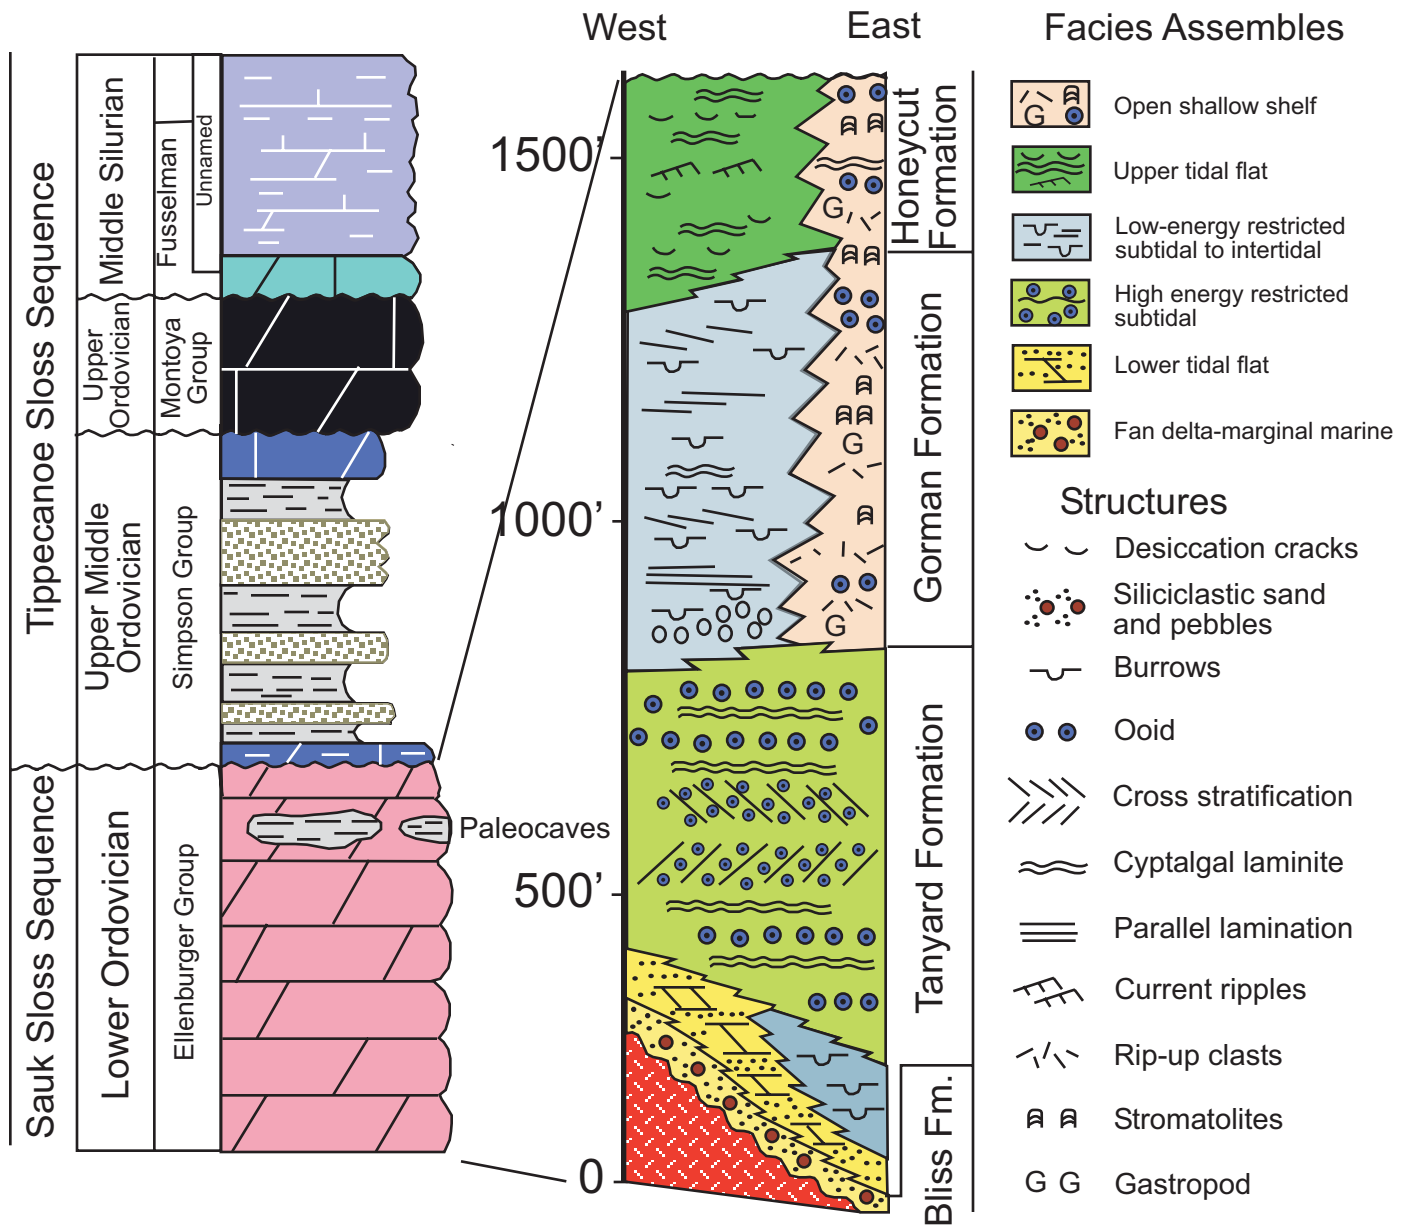 West
East
Facies Assembles
Tippecanoe Sloss Sequence
Sauk Sloss Sequence
Middle Silurian
Fusselman
Unnamed
Upper
Ordovician
Montoya
Group
Upper Middle
Ordovician
Simpson Group
Lower Ordovician
Ellenburger Group
Paleocaves
1500’
1000’
500’
0
G
G
G
Honeycut
Formation
Gorman Formation
Tanyard Formation
Bliss Fm.
G
Open shallow shelf
Upper tidal flat
Low-energy restricted
subtidal to intertidal
High energy restricted
subtidal
Lower tidal flat
Fan delta-marginal marine
Structures
Desiccation cracks
Siliciclastic sand
and pebbles
Burrows
Ooid
Cross stratification
Cyptalgal laminite
Parallel lamination
Current ripples
Rip-up clasts
Stromatolites
G G Gastropod